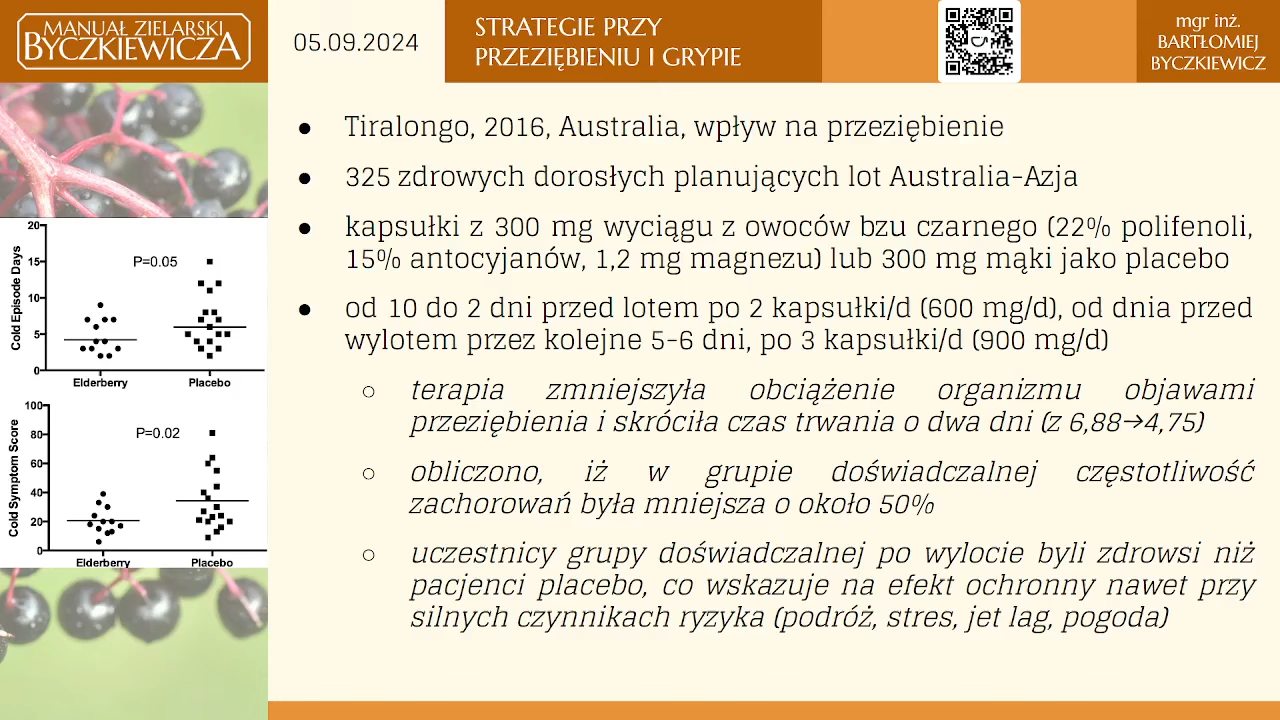 MANUAŁ ZIELARSKI
BYCZKIEWICZA
05.09.2024
STRATEGIE PRZY
PRZEZIĘBIENIU I GRYPIE
mgr inż.
BARTŁOMIEJ
BYCZKIEWICZ
● Tiralongo, 2016, Australia, wpływ na przeziębienie
● 325 zdrowych dorosłych planujących lot Australia-Azja
● kapsułki z 300 mg wyciągu z owoców bzu czarnego (22% polifenoli,
15% antocyjanów, 1,2 mg magnezu) lub 300 mg mąki jako placebo
● od 10 do 2 dni przed lotem po 2 kapsułki/d (600 mg/d), od dnia przed
wylotem przez kolejne 5-6 dni, po 3 kapsułki/d (900 mg/d)
○ terapia zmniejszyła obciążenie organizmu objawami
przeziębienia i skróciła czas trwania o dwa dni (z 6,88→4,75)
○ obliczono, iż w grupie doświadczalnej częstotliwość
zachorowań była mniejsza o około 50%
○ uczestnicy grupy doświadczalnej po wylocie byli zdrowsi niż
pacjenci placebo, co wskazuje na efekt ochronny nawet przy
silnych czynnikach ryzyka (podróż, stres, jet lag, pogoda)
Cold Episode Days
20
15
10
5
0
P=0.05
Elderberry Placebo
Cold Symptom Score
100
80
60
40
20
0
P=0.02
Elderberry Placebo